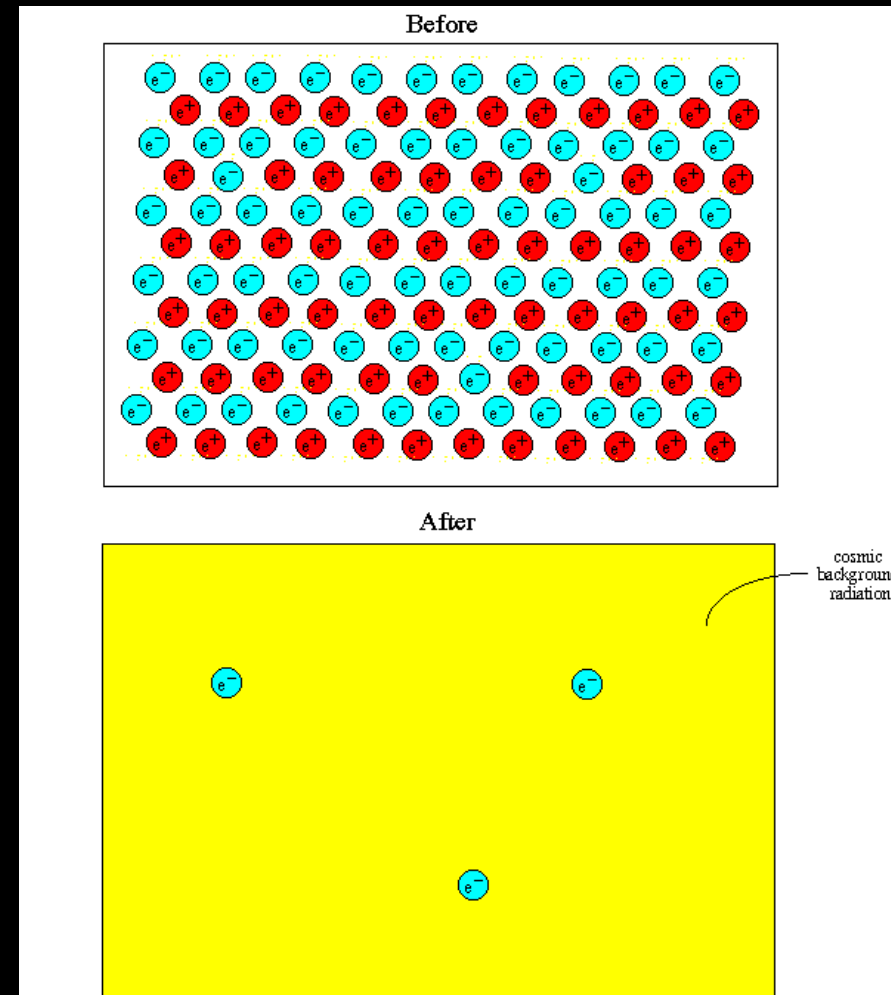 Before
e− e− e− e− e− e− e− e− e− e− e− e−
e+ e+ e+ e+ e+ e+ e+ e+ e+ e+ e+ e+
e− e− e− e− e− e− e− e− e− e− e− e−
e+ e− e+ e+ e+ e+ e+ e+ e− e+ e+ e+
e− e− e− e− e− e− e− e− e− e− e− e−
e+ e+ e+ e+ e+ e+ e+ e+ e+ e+ e+ e+
e− e− e− e− e− e− e− e− e− e− e− e−
e+ e+ e+ e+ e+ e+ e+ e+ e+ e+ e+ e+
e− e− e− e− e− e− e− e− e− e− e− e−
e+ e+ e+ e+ e+ e+ e− e+ e+ e+ e+ e+
e− e− e− e− e− e− e− e− e− e− e− e−
e+ e+ e+ e+ e+ e+ e+ e+ e+ e+ e+ e+
After
cosmic
backgroun
radiation
e− e−
e−